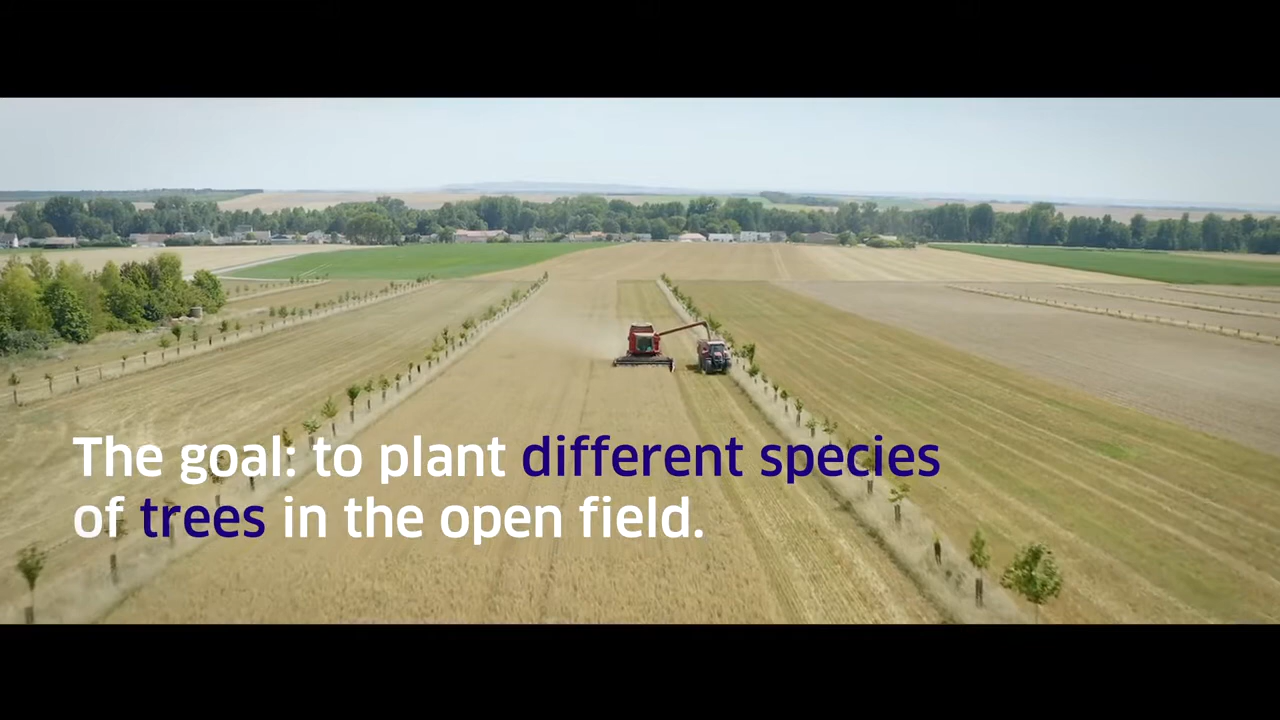 The goal: to plant different species
of trees in the open field.